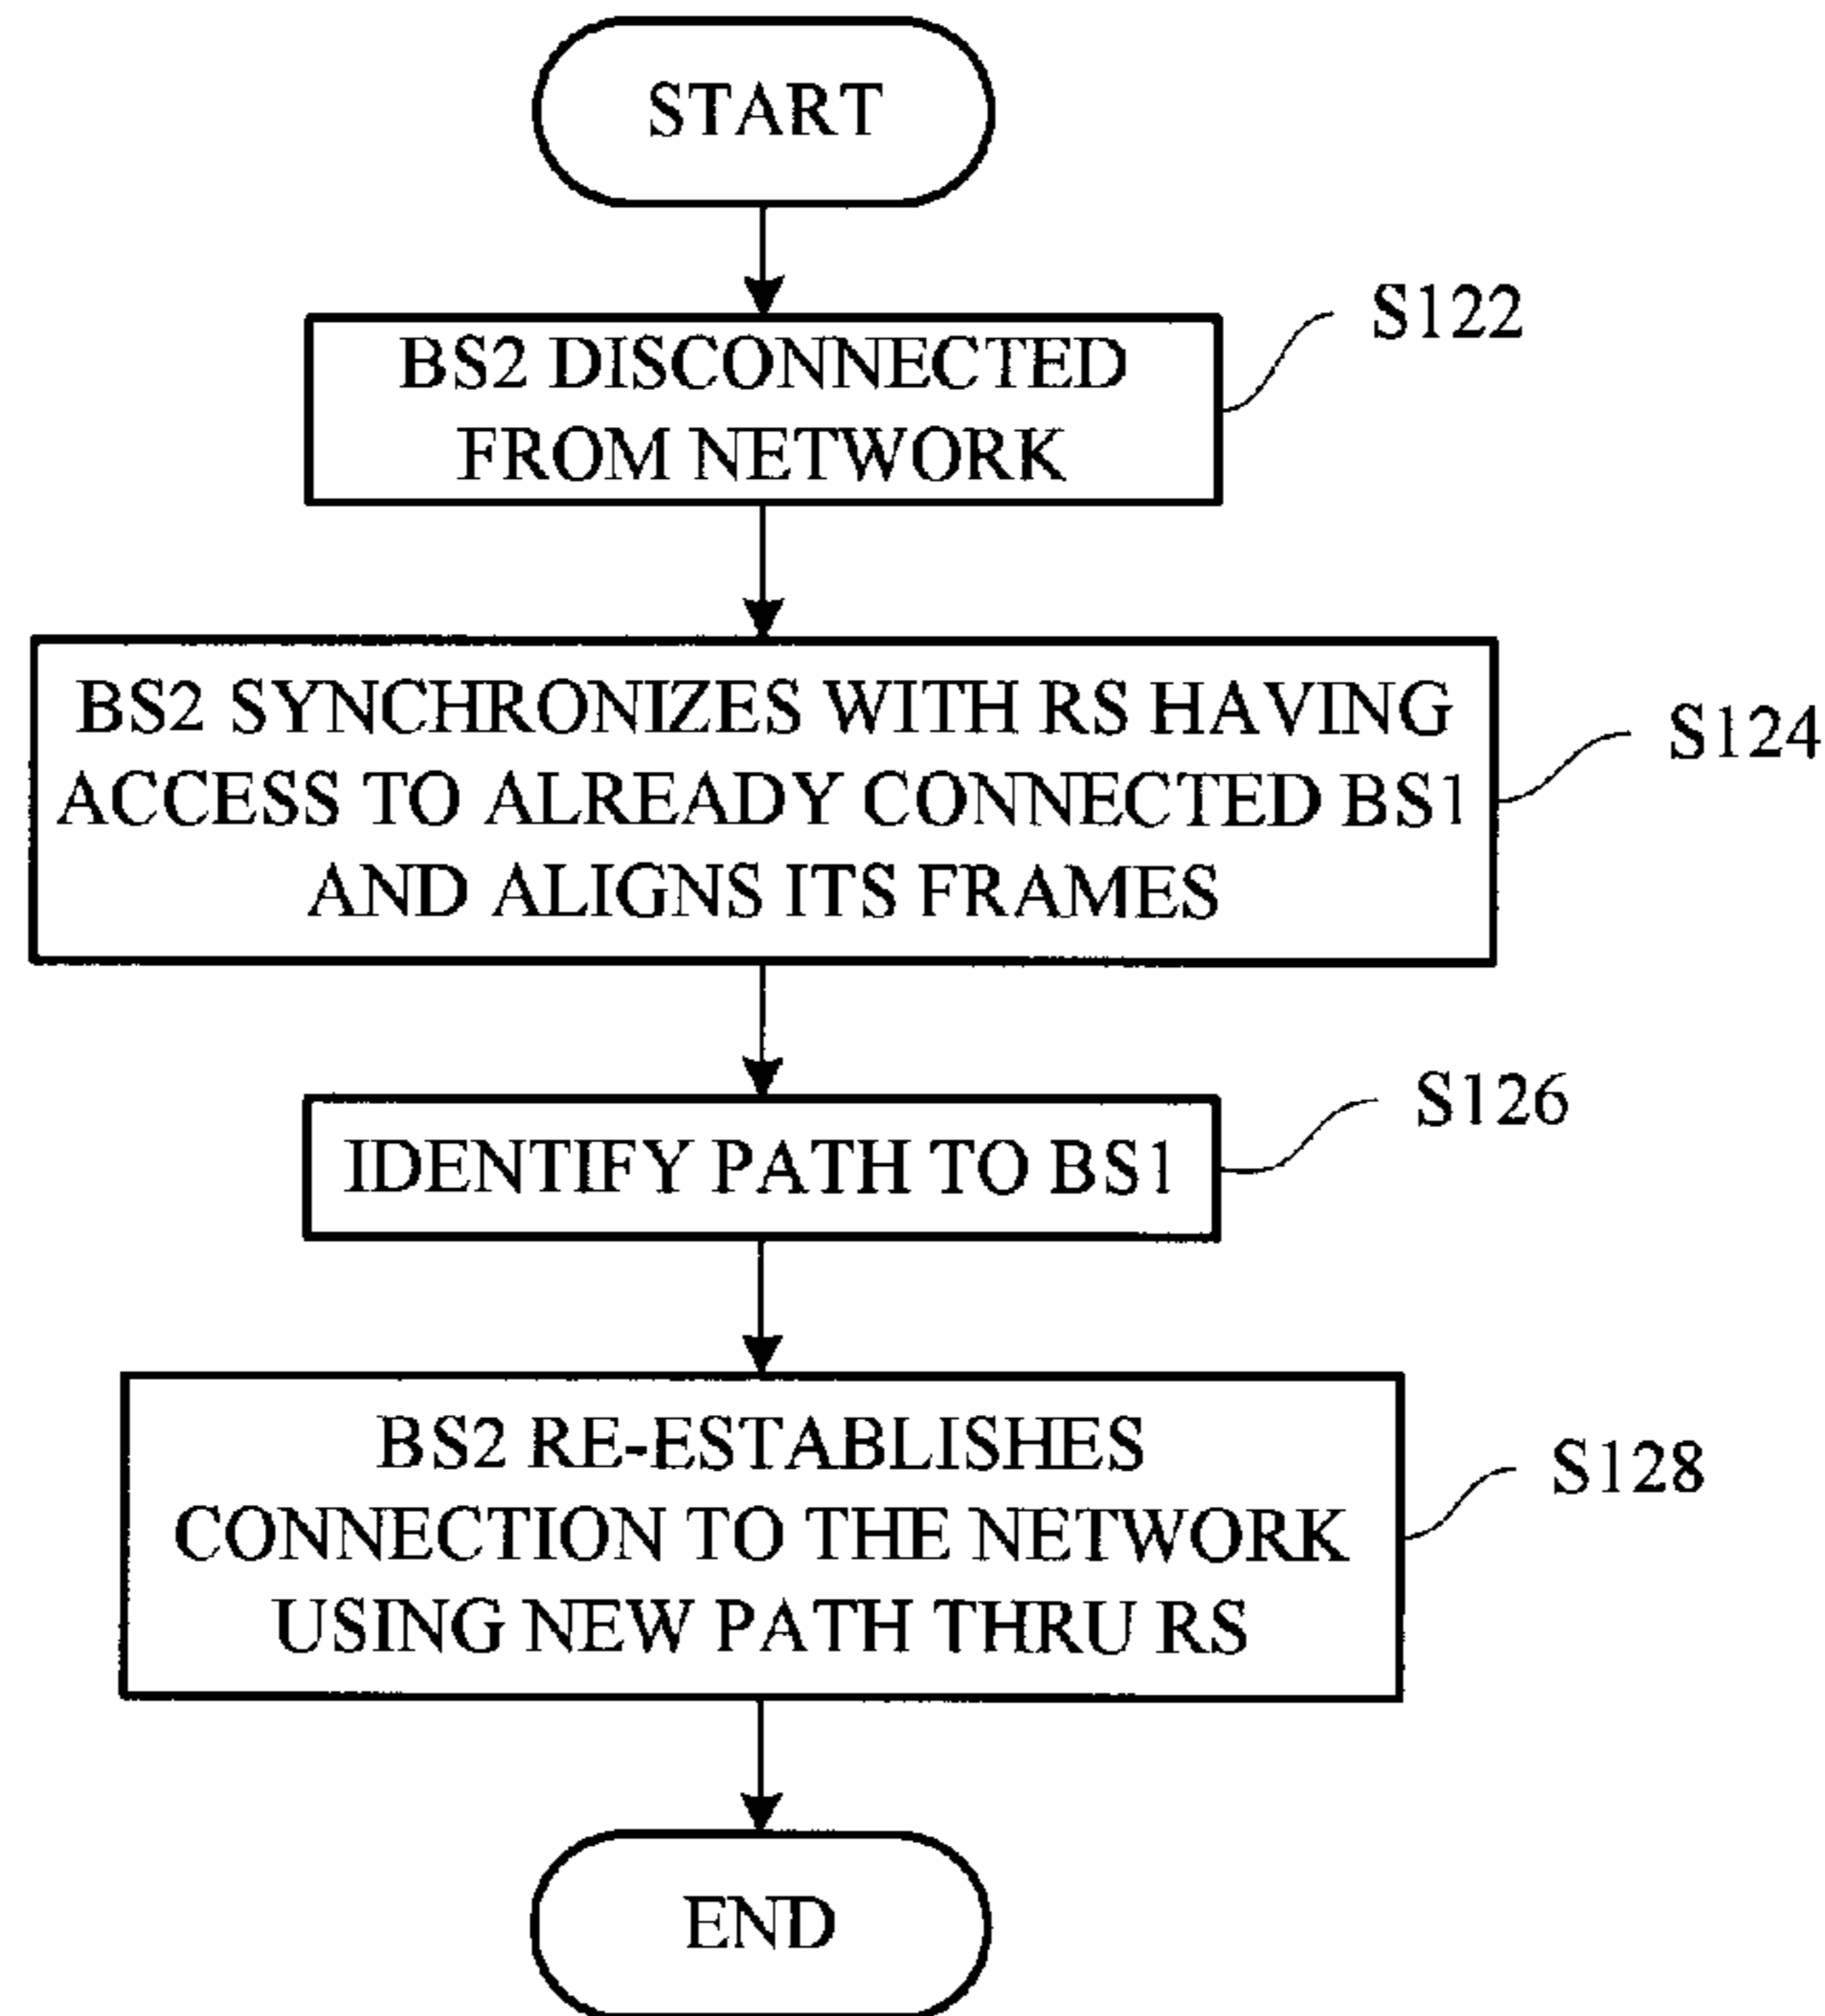 START
S122
BS2 DISCONNECTED
FROM NETWORK
S124
BS2 SYNCHRONIZES WITH RS HAVING
ACCESS TO ALREADY CONNECTED BS1
AND ALIGNS ITS FRAMES
S126
IDENTIFY PATH TO BS1
S128
BS2 RE-ESTABLISHES
CONNECTION TO THE NETWORK
USING NEW PATH THRU RS
END